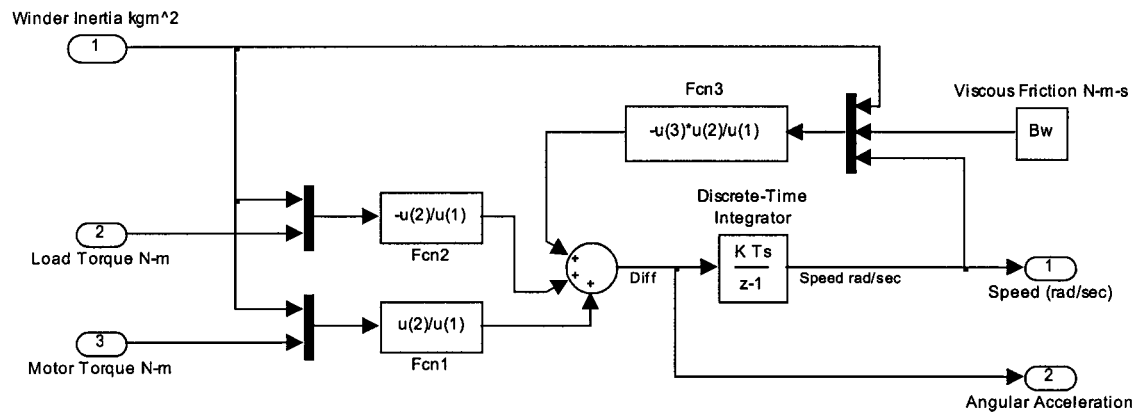 Winder Inertia kgm^2
1
Fcn3
Viscous Friction N-m-s
-u(3)*u(2)/u(1)
Bw
Discrete-Time
Integrator
-u(2)/u(1)
2
Load Torque N-m
Fcn2
+
+
+
Diff
K Ts
z-1
Speed rad/sec
1
Speed (rad/sec)
u(2)/u(1)
3
Motor Torque N-m
Fcn1
2
Angular Acceleration